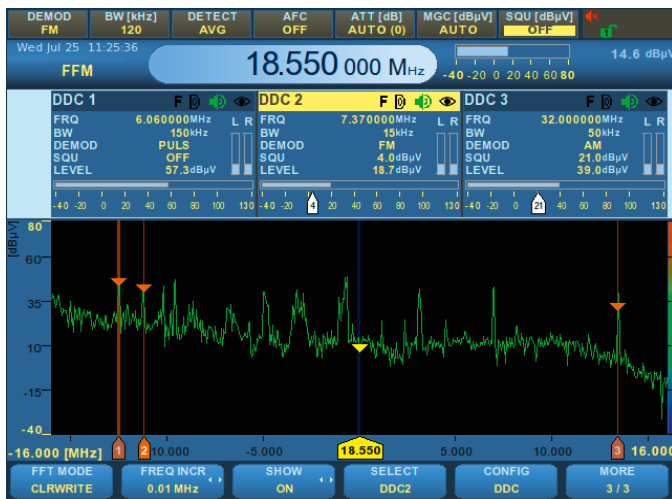 DEMOD BW [kHz] DETECT AFC ATT [dB] MGC [dBµV] SQU [dBµV]
FM 120 AVG OFF AUTO (0) AUTO OFF
Wed Jul 25 11:25:36
FFM
18.550 000 MHz
-40 -20 0 20 40 60 80
14.6 dBµV
DDC 1 F D
FRQ 6.060000MHz L R
BW 150kHz
DEMOD PULS
SQU OFF
LEVEL 57.3dBµV
-40 -20 0 20 40 60 80 100 130
DDC 2 F D
FRQ 7.370000MHz L R
BW 15kHz
DEMOD FM
SQU 4.0dBµV
LEVEL 18.7dBµV
-40 -20 0 4 40 60 80 100 130
DDC 3 F D
FRQ 32.000000MHz L R
BW 50kHz
DEMOD AM
SQU 21.0dBµV
LEVEL 39.0dBµV
-40 -20 0 21 40 60 80 100 130
[dBµV]
80
60
35
10
-15
-40
-16.000 [MHz] 1 2 10.000 -5.000 18.550 5.000 10.000 3 16.000
FFT MODE FREQ INCR SHOW SELECT CONFIG MORE
CLRWRITE 0.01 MHz ON DDC2 DDC 3 / 3